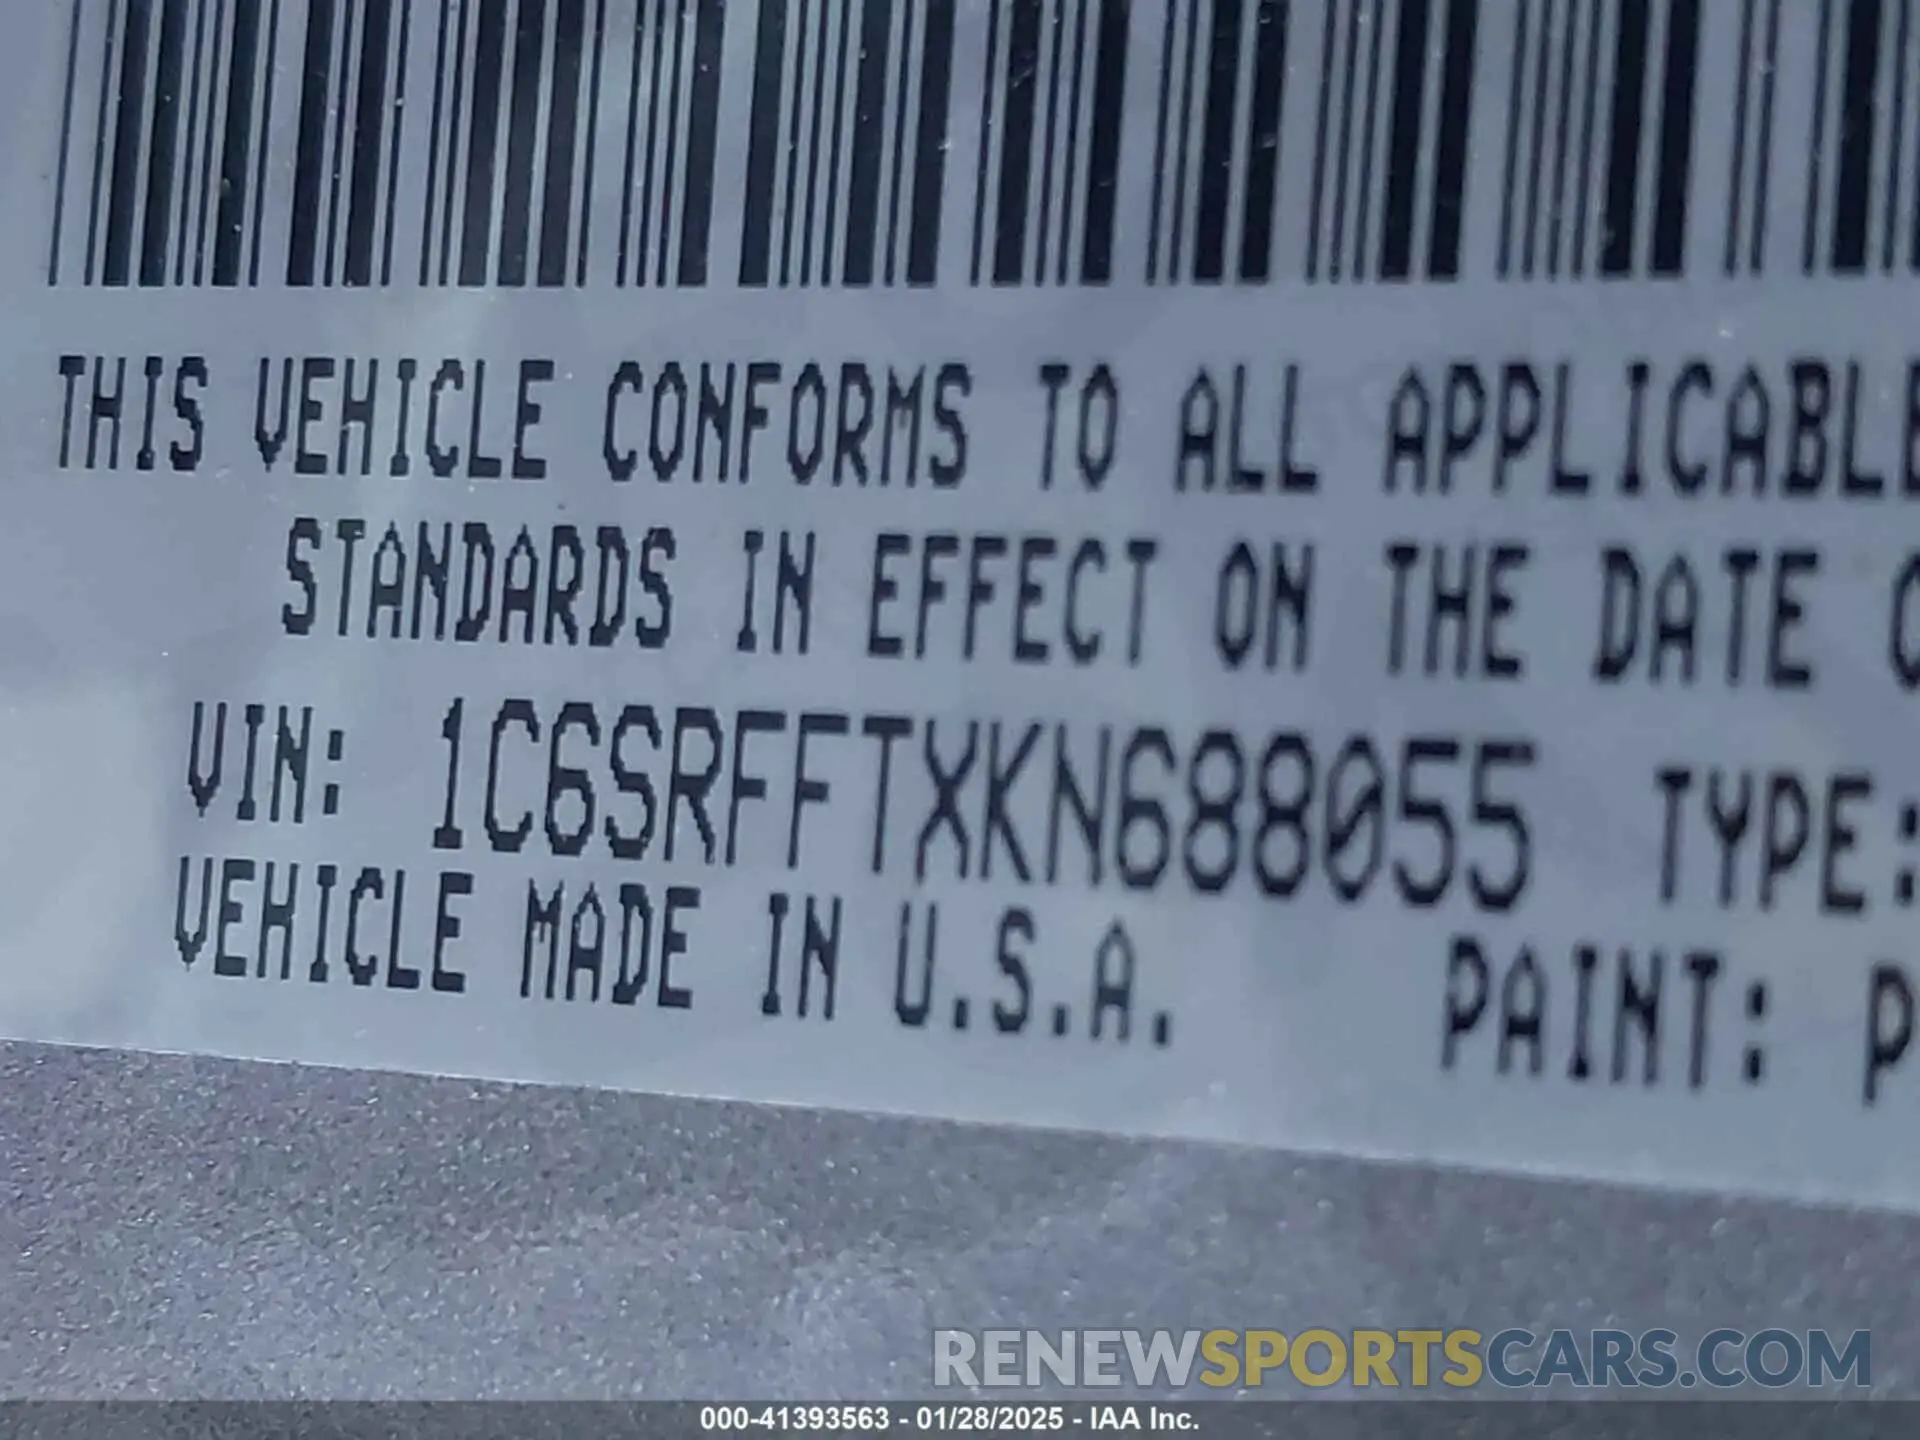 THIS VEHICLE CONFORMS TO ALL APPLICABLE
STANDARDS IN EFFECT ON THE DATE
VIN: 1C6SRFFTXKN688055 TYPE:
VEHICLE MADE IN U.S.A. PAINT: P
RENEWSPORTSCARS.COM
000-41393563 - 01/28/2025 - IAA Inc.